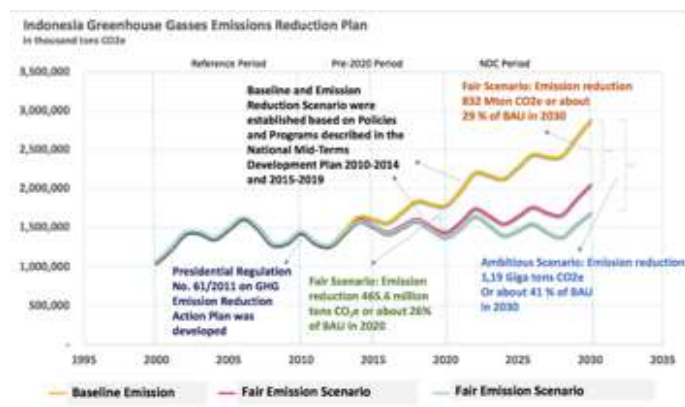 Indonesia Greenhouse Gasses Emissions Reduction Plan
In thousand tons CO2e
Reference Period
Pre-2020 Period
NDC Period
3,500,000
3,000,000
2,500,000
2,000,000
1,500,000
1,000,000
500,000
-
Baseline and Emission
Reduction Scenario were
established based on Policies
and Programs described in the
National Mid-Terms
Development Plan 2010-2014
and 2015-2019
Fair Scenario: Emission reduction
832 Mton CO2e or about
29 % of BAU in 2030
Presidential Regulation
No. 61/2011 on GHG
Emission Reduction
Action Plan was
developed
Fair Scenario: Emission
reduction 465.6 million
tons CO₂e or about 26%
of BAU in 2020
Ambitious Scenario: Emission reduction
1,19 Giga tons CO2e
Or about 41 % of BAU
in 2030
1995
2000
2005
2010
2015
2020
2025
2030
2035
Baseline Emission
Fair Emission Scenario
Fair Emission Scenario